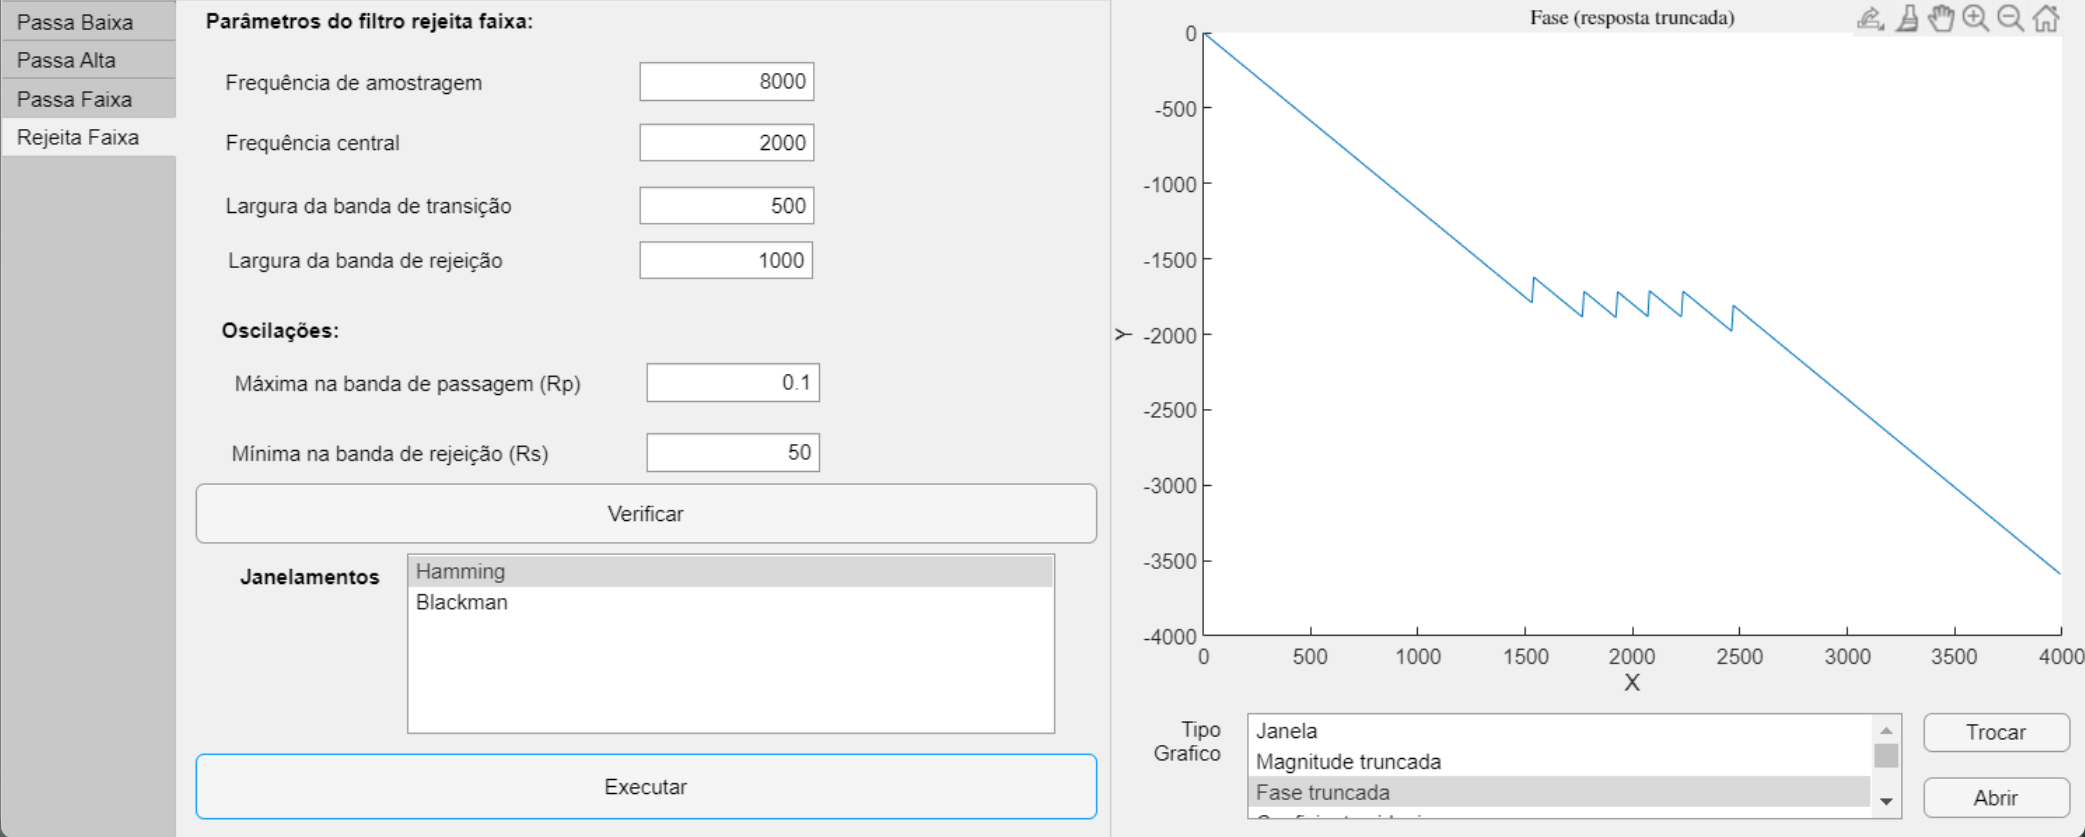 Passa Baixa
Passa Alta
Passa Faixa
Rejeita Faixa
Parâmetros do filtro rejeita faixa:
Frequência de amostragem 8000
Frequência central 2000
Largura da banda de transição 500
Largura da banda de rejeição 1000
Oscilações:
Máxima na banda de passagem (Rp) 0.1
Mínima na banda de rejeição (Rs) 50
Verificar
Janelamentos
Hamming
Blackman
Executar
Fase (resposta truncada)
0
-500
-1000
-1500
-2000
-2500
-3000
-3500
-4000
Y
0 500 1000 1500 2000 2500 3000 3500 4000
X
Tipo
Grafico
Janela
Magnitude truncada
Fase truncada
Trocar
Abrir